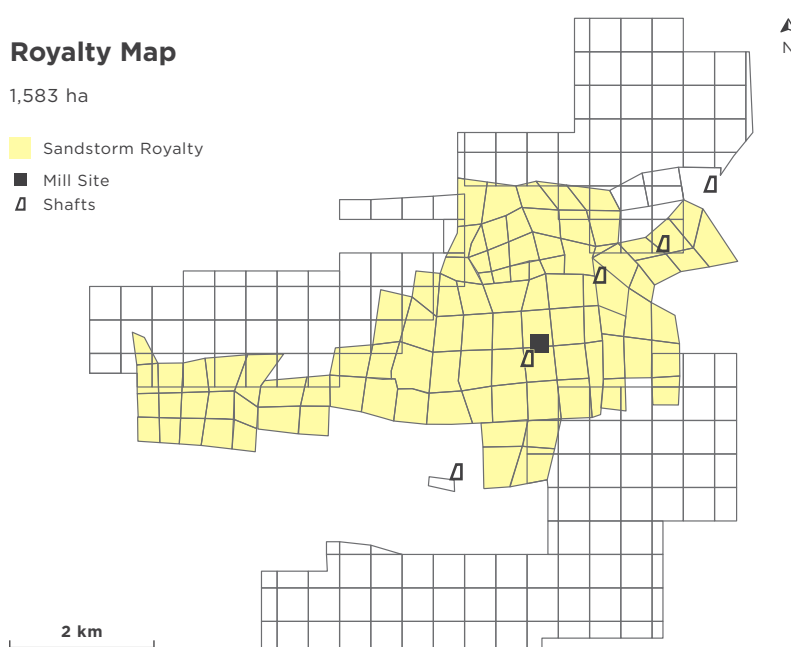 Royalty Map
1,583 ha
Sandstorm Royalty
Mill Site
Shafts
N
2 km